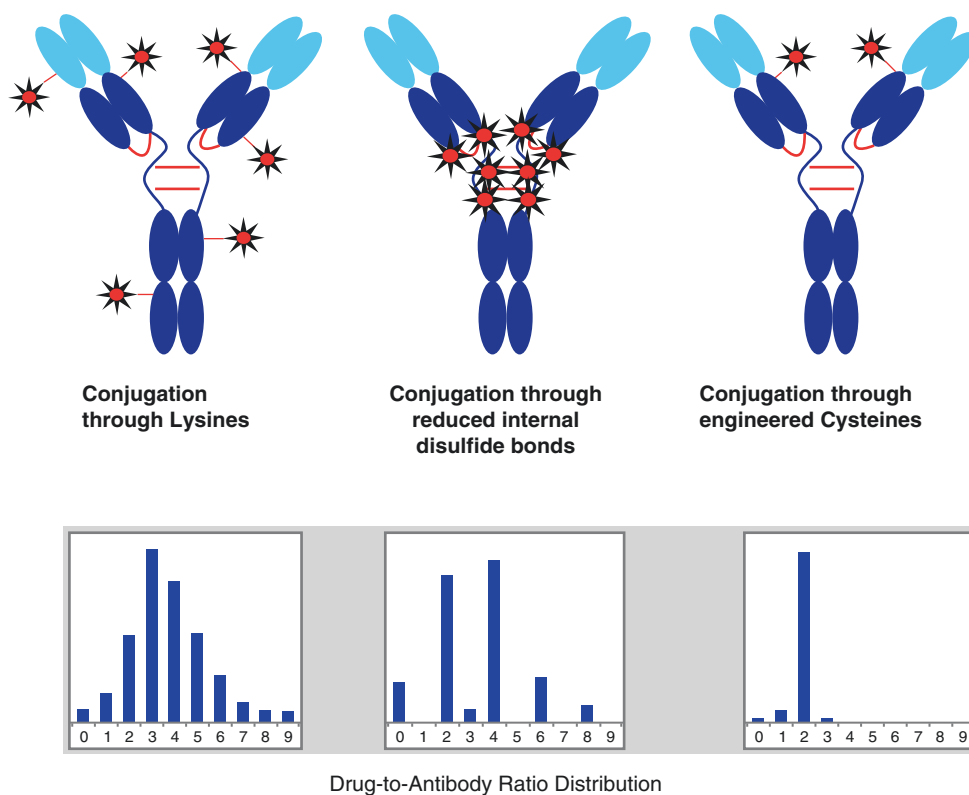 Conjugation
through Lysines
Conjugation through
reduced internal
disulfide bonds
Conjugation through
engineered Cysteines
0 1 2 3 4 5 6 7 8 9
0 1 2 3 4 5 6 7 8 9
0 1 2 3 4 5 6 7 8 9
Drug-to-Antibody Ratio Distribution